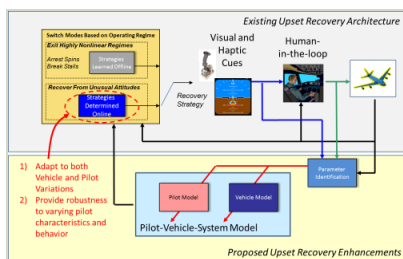 Existing Upset Recovery Architecture
Switch Modes Based on Operating Regime
Exit Highly Nonlinear Regimes
Arrest Spins
Break Stalls
Strategies
Learned Offline
Recover From Unusual Attitudes
Strategies
Determined
Online
Recovery
Strategy
Visual and
Haptic
Cues
Human-
in-the-loop
1) Adapt to both
Vehicle and Pilot
Variations
2) Provide robustness
to varying pilot
characteristics and
behavior
Parameter
Identification
Pilot Model
Vehicle Model
Pilot-Vehicle-System Model
Proposed Upset Recovery Enhancements